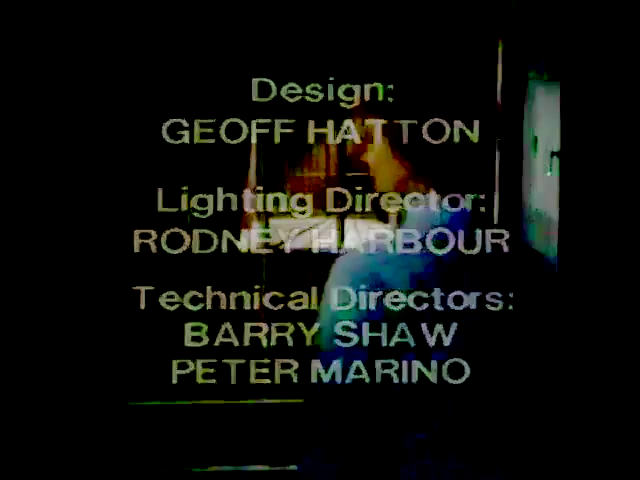 Design:
GEOFF HATTON
Lighting Director:
RODNEY HARBOUR
Technical Directors:
BARRY SHAW
PETER MARINO